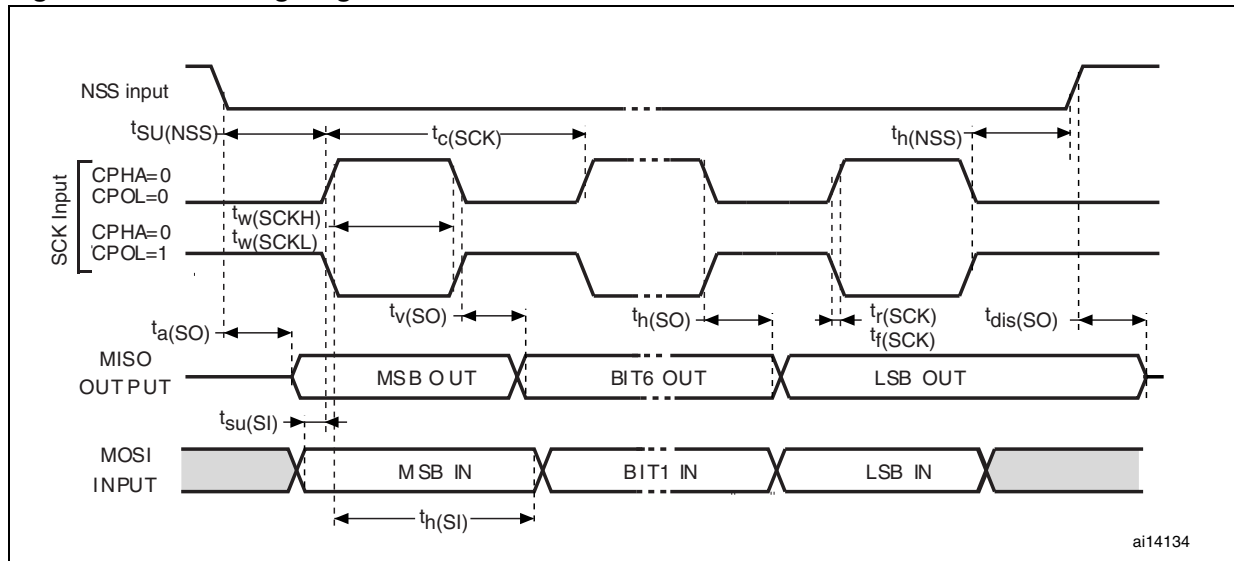 NSS input
tSU(NSS)
tc(SCK)
th(NSS)
SCK Input
CPHA=0
CPOL=0
tw(SCKH)
CPHA=0
tw(SCKL)
CPOL=1
ta(SO)
tv(SO)
th(SO)
tr(SCK)
tf(SCK)
tdis(SO)
MISO
OUTPUT
MSB OUT
BIT6 OUT
LSB OUT
tsu(SI)
MOSI
INPUT
MSB IN
BIT1 IN
LSB IN
th(SI)
ai14134